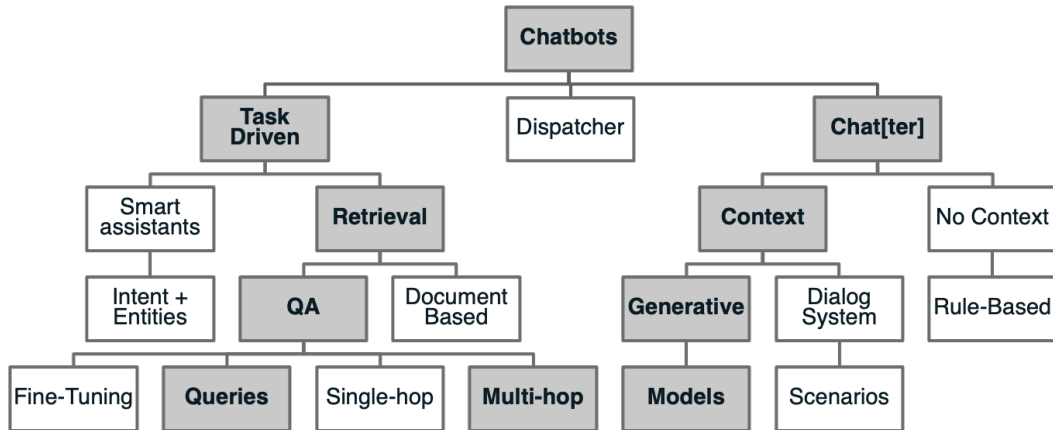 Chatbots
Task
Driven
Dispatcher
Chat[ter]
Smart
assistants
Retrieval
Context
No Context
Intent +
Entities
QA
Document
Based
Generative
Dialog
System
Rule-Based
Fine-Tuning
Queries
Single-hop
Multi-hop
Models
Scenarios